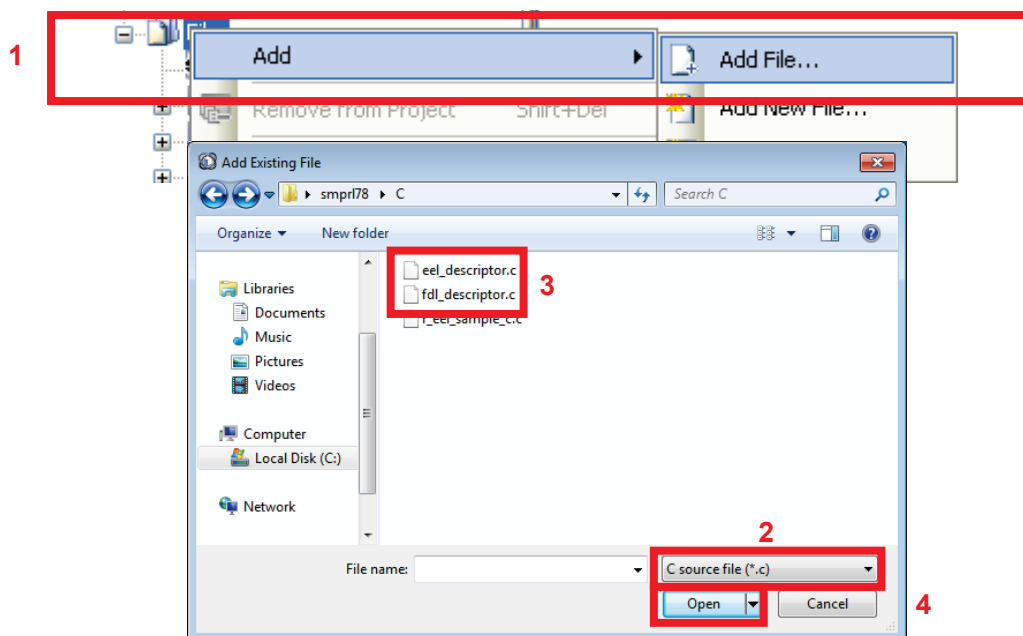 1
Add
Add File...
Remove from Project Shift+Del
Add New File...
Add Existing File
smprl78 C
Search C
Organize New folder
eel_descriptor.c
3
Libraries
fdl_descriptor.c
Documents
r_eel_sample_c.c
Music
Pictures
Videos
Computer
Local Disk (C:)
Network
2
File name:
C source file (*.c)
Open
Cancel
4